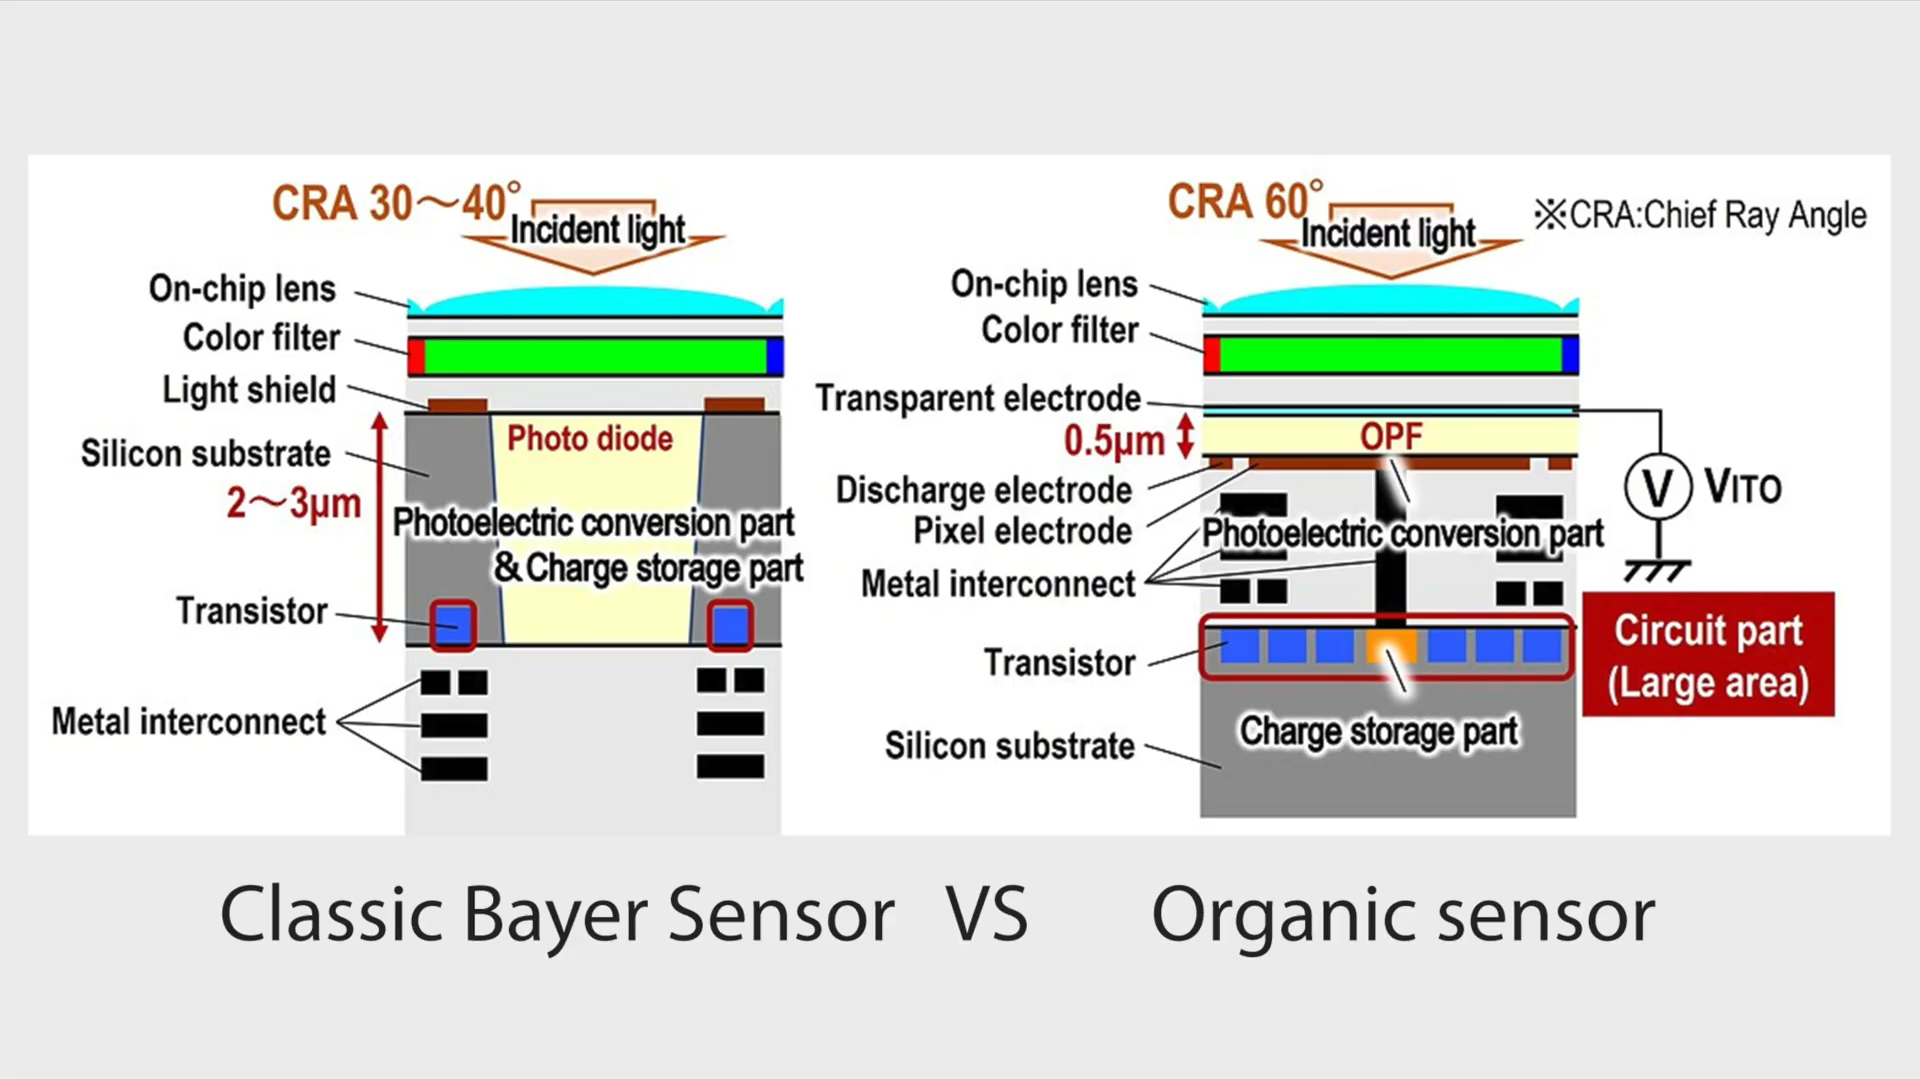 CRA 30～40°
Incident light
On-chip lens
Color filter
Light shield
Silicon substrate
Photo diode
2～3μm
Photoelectric conversion part
& Charge storage part
Transistor
Metal interconnect
CRA 60°
Incident light
※CRA:Chief Ray Angle
On-chip lens
Color filter
Transparent electrode
0.5μm
OPF
Discharge electrode
Pixel electrode
V
VITO
Photoelectric conversion part
Metal interconnect
Circuit part
(Large area)
Transistor
Charge storage part
Silicon substrate
Classic Bayer Sensor VS Organic sensor